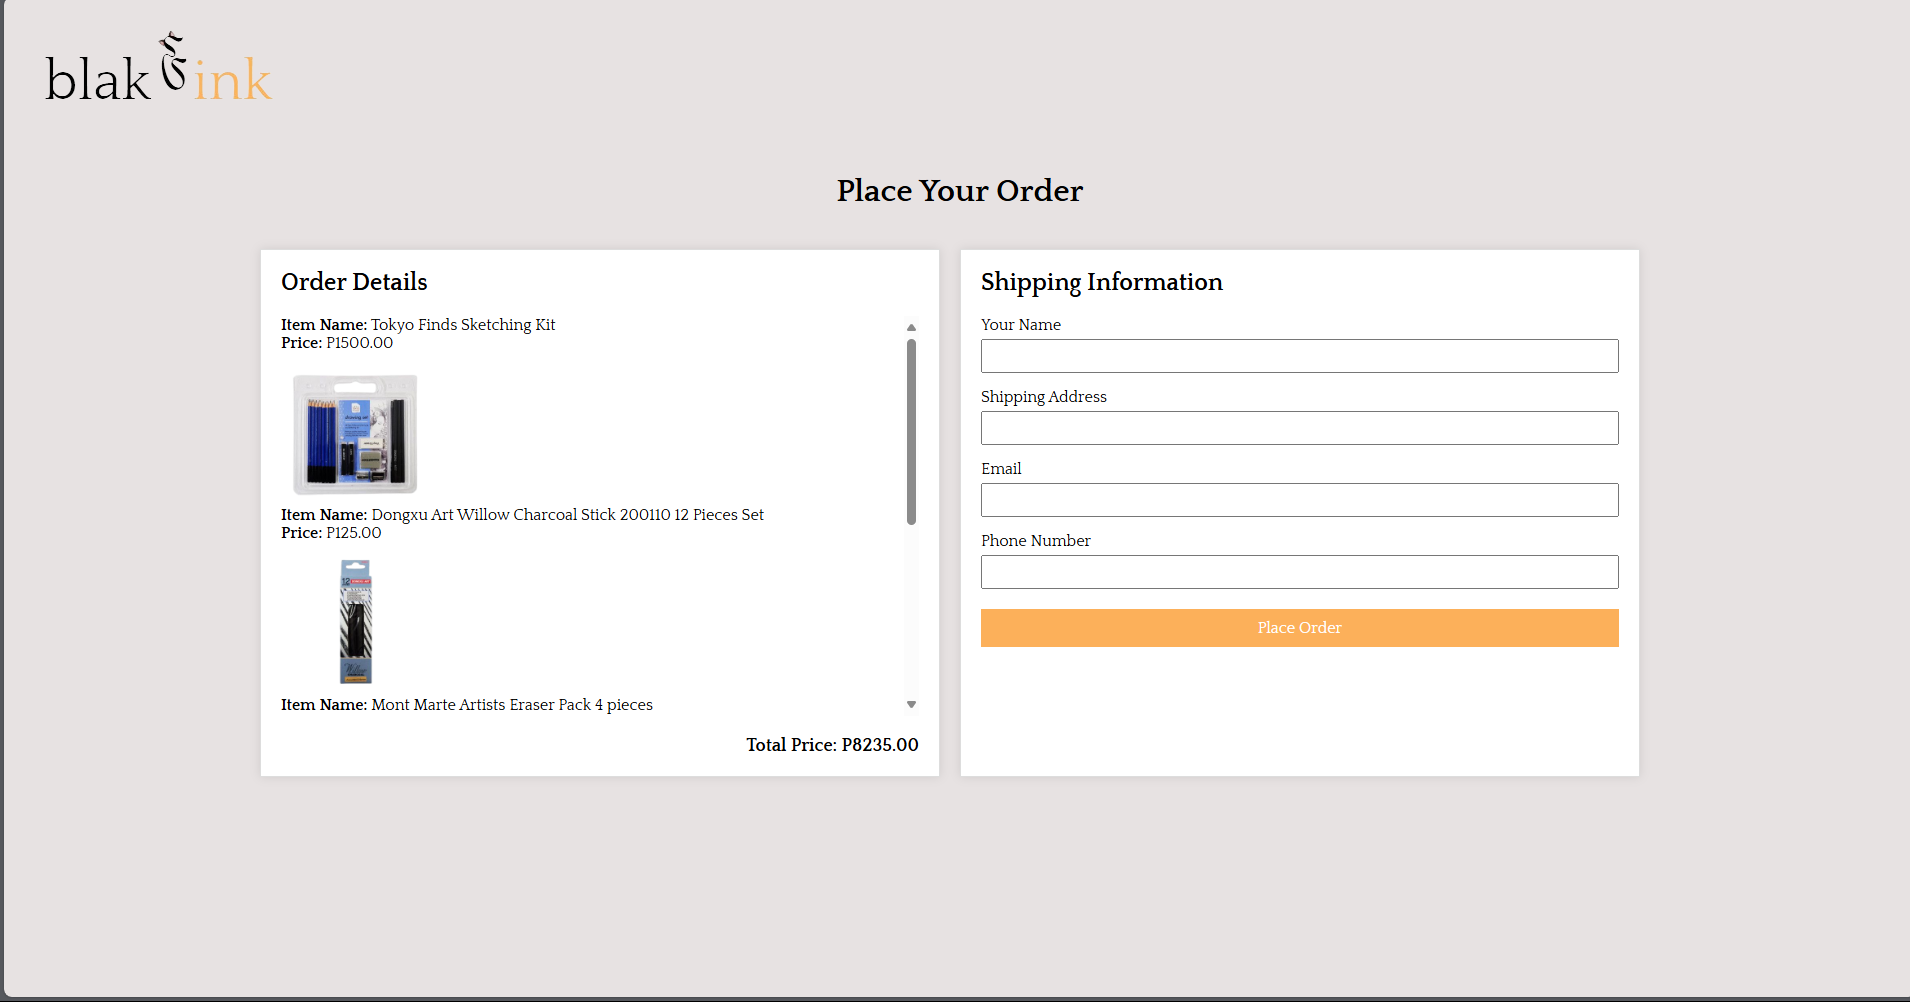 blak ink
Place Your Order
Order Details
Item Name: Tokyo Finds Sketching Kit
Price: P1500.00
Item Name: Dongxu Art Willow Charcoal Stick 200110 12 Pieces Set
Price: P125.00
12
Item Name: Mont Marte Artists Eraser Pack 4 pieces
Total Price: P8235.00
Shipping Information
Your Name
Shipping Address
Email
Phone Number
Place Order